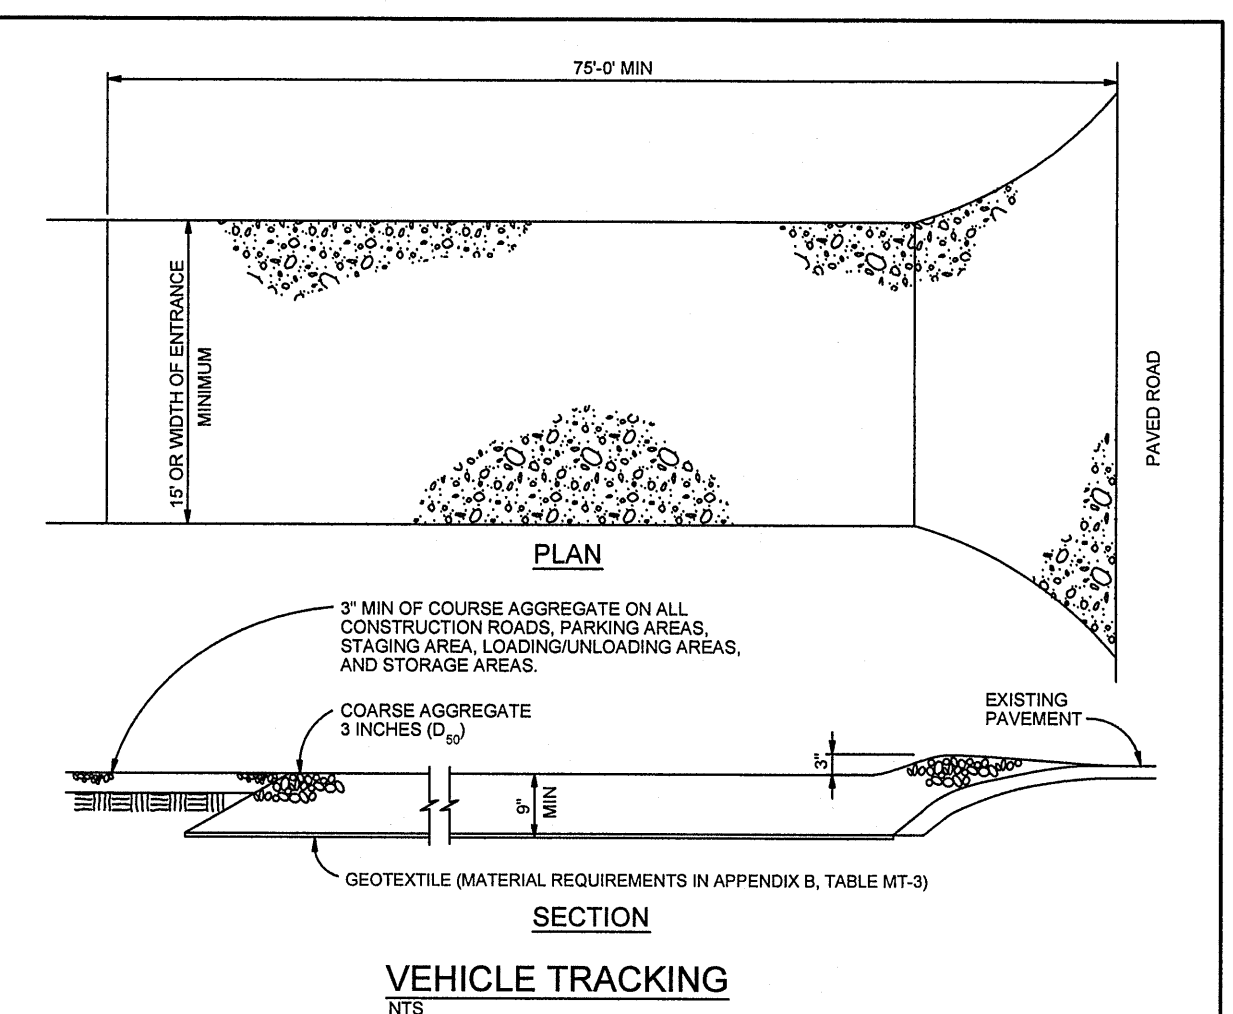 75'-0' MIN
15' OR WIDTH OF ENTRANCE
MINIMUM
PAVED ROAD
PLAN
3" MIN OF COURSE AGGREGATE ON ALL
CONSTRUCTION ROADS, PARKING AREAS,
STAGING AREA, LOADING/UNLOADING AREAS,
AND STORAGE AREAS.
COARSE AGGREGATE
3 INCHES (D50)
EXISTING
PAVEMENT
3"
9"
MIN
GEOTEXTILE (MATERIAL REQUIREMENTS IN APPENDIX B, TABLE MT-3)
SECTION
VEHICLE TRACKING
NTS